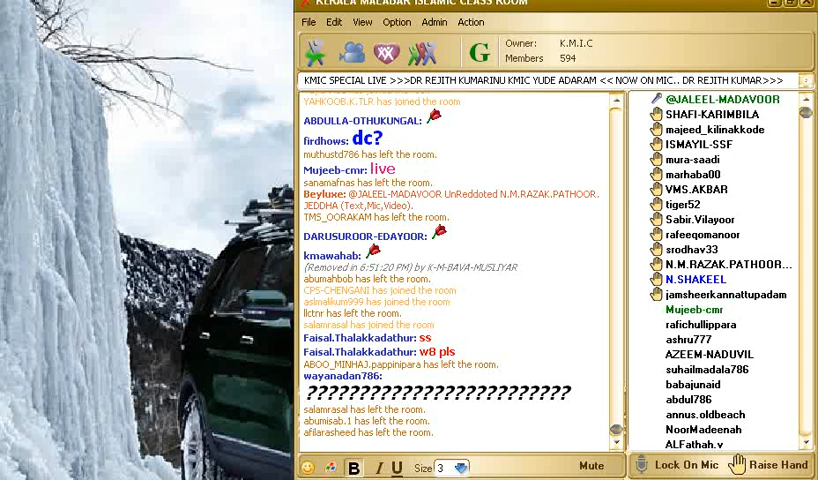 KERALA MALABAR ISLAMIC CLASS ROOM
File Edit View Option Admin Action
G
Owner: K.M.I.C
Members 594
KMIC SPECIAL LIVE >>>DR REJITH KUMARINU KMIC YUDE ADARAM << NOW ON MIC.. DR REJITH KUMAR>>>
YAHKOOB.K.TLR has joined the room
ABDULLA-OTHUKUNGAL:
firdhows: dc?
muthustd786 has left the room.
Mujeeb-cmr: live
sanamafnas has left the room.
Beyluxe: @JALEEL-MADAVOOR UnReddoted N.M.RAZAK.PATHOOR.
JEDDHA (Text,Mic,Video).
TMS_OORAKAM has left the room.
DARUSUROOR-EDAYOOR:
kmawahab:
(Removed in 6:51:20 PM) by K-M-BAVA-MUSLIYAR
abumahbob has left the room.
CPS-CHENGANI has joined the room
aslmalikum999 has joined the room
llctnr has left the room.
salamrasal has joined the room
Faisal.Thalakkadathur: ss
Faisal.Thalakkadathur: w8 pls
ABOO_MINHAJ.pappinipara has left the room.
wayanadan786:
?????????????????????????
salamrasal has left the room.
abumisab.1 has left the room.
afilarasheed has left the room.
B I U Size 3 Mute
@JALEEL-MADAVOOR
SHAFI-KARIMBILA
majeed_kilinakkode
ISMAYIL-SSF
mura-saadi
marhaba00
VMS.AKBAR
tiger52
Sabir.Vilayoor
rafeeqomanoor
srodhav33
N.M.RAZAK.PATHOOR...
N.SHAKEEL
jamsheerkannattupadam
Mujeeb-cmr
rafichullippara
ashru777
AZEEM-NADUVIL
suhailmadala786
babajunaid
abdul786
annus.oldbeach
NoorMadeenah
ALFathah.v
Lock On Mic Raise Hand